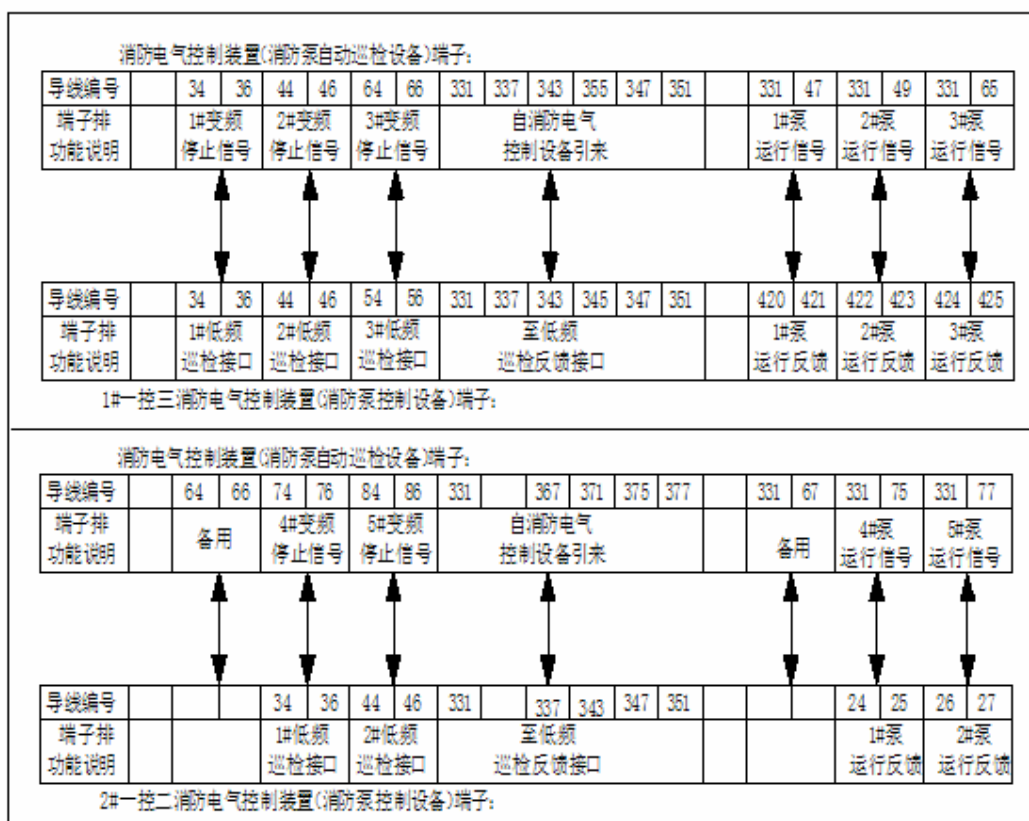 消防电气控制装置(消防泵自动巡检设备)端子:
导线编号 34 36 44 46 64 66 331 337 343 355 347 351 331 47 331 49 331 65
端子排 1#变频 2#变频 3#变频 自消防电气 1#泵 2#泵 3#泵
功能说明 停止信号 停止信号 停止信号 控制设备引来 运行信号 运行信号 运行信号
导线编号 34 36 44 46 54 56 331 337 343 345 347 351 420 421 422 423 424 425
端子排 1#低频 2#低频 3#低频 至低频 1#泵 2#泵 3#泵
功能说明 巡检接口 巡检接口 巡检接口 巡检反馈接口 运行反馈 运行反馈 运行反馈
1#一控三消防电气控制装置(消防泵控制设备)端子:
消防电气控制装置(消防泵自动巡检设备)端子:
导线编号 64 66 74 76 84 86 331 367 371 375 377 331 67 331 75 331 77
端子排 备用 4#变频 5#变频 自消防电气 备用 4#泵 5#泵
功能说明 停止信号 停止信号 控制设备引来 运行信号 运行信号
导线编号 34 36 44 46 331 337 343 347 351 24 25 26 27
端子排 1#低频 2#低频 至低频 1#泵 2#泵
功能说明 巡检接口 巡检接口 巡检反馈接口 运行反馈 运行反馈
2#一控二消防电气控制装置(消防泵控制设备)端子: